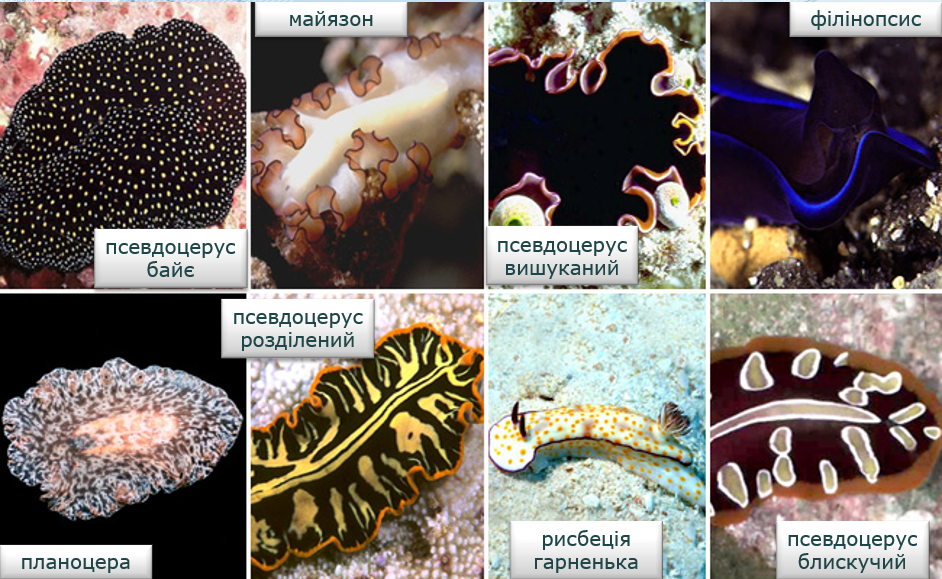 майязон
філінопсис
псевдоцерус
байє
псевдоцерус
вишуканий
псевдоцерус
розділений
планоцера
рисбеція
гарненька
псевдоцерус
блискучий